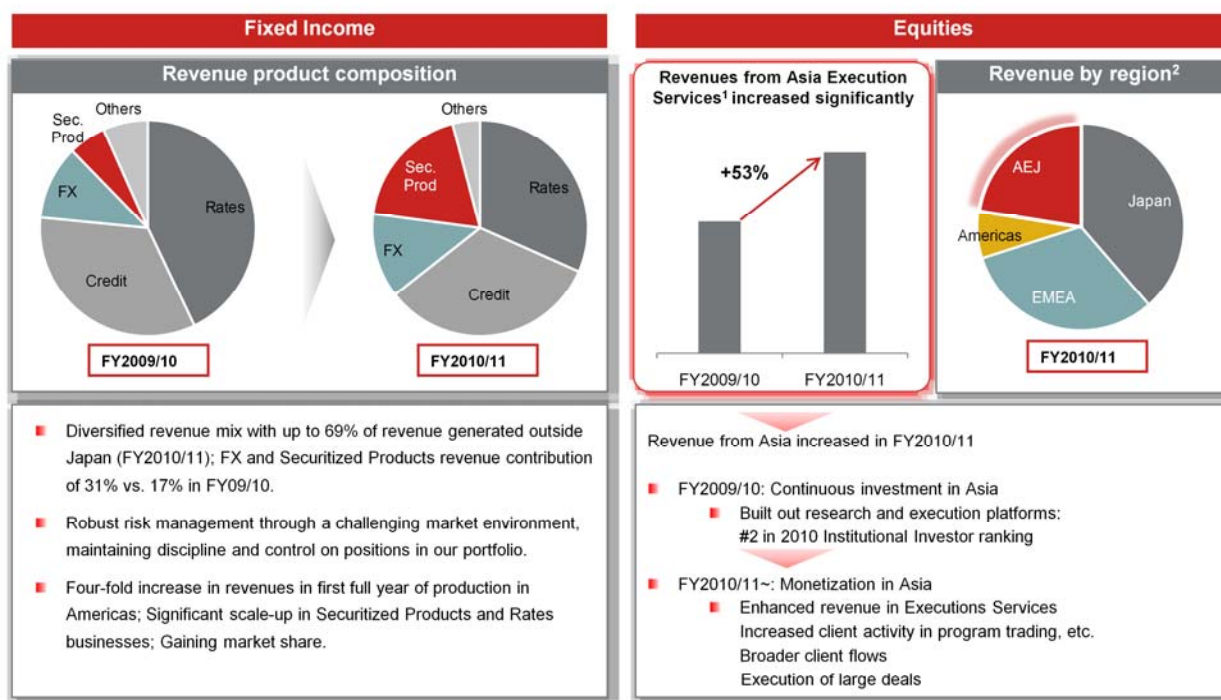 Fixed Income
Revenue product composition
Others
Sec.
Prod
FX
Rates
Credit
FY2009/10
Others
Sec.
Prod
Rates
FX
Credit
FY2010/11
Diversified revenue mix with up to 69% of revenue generated outside
Japan (FY2010/11); FX and Securitized Products revenue contribution
of 31% vs. 17% in FY09/10.
Robust risk management through a challenging market environment,
maintaining discipline and control on positions in our portfolio.
Four-fold increase in revenues in first full year of production in
Americas; Significant scale-up in Securitized Products and Rates
businesses; Gaining market share.
Equities
Revenues from Asia Execution
Services¹ increased significantly
+53%
FY2009/10
FY2010/11
Revenue by region²
AEJ
Japan
Americas
EMEA
FY2010/11
Revenue from Asia increased in FY2010/11
FY2009/10: Continuous investment in Asia
Built out research and execution platforms:
#2 in 2010 Institutional Investor ranking
FY2010/11~: Monetization in Asia
Enhanced revenue in Executions Services
Increased client activity in program trading, etc.
Broader client flows
Execution of large deals